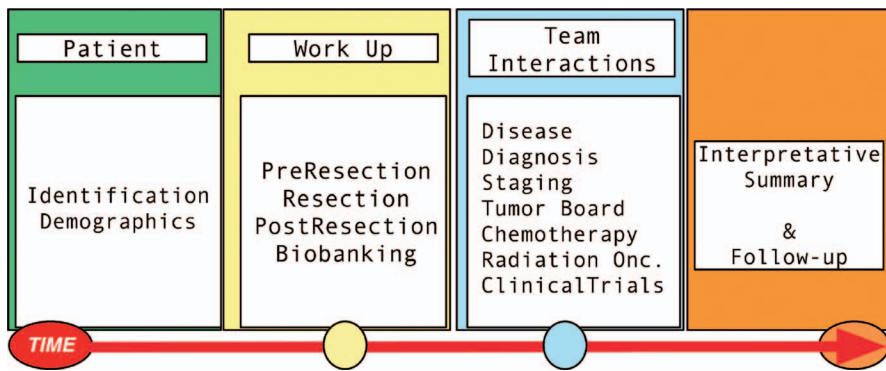 Patient
Identification
Demographics
Work Up
PreResection
Resection
PostResection
Biobanking
Team
Interactions
Disease
Diagnosis
Staging
Tumor Board
Chemotherapy
Radiation Onc.
ClinicalTrials
Interpretative
Summary
&
Follow-up
TIME